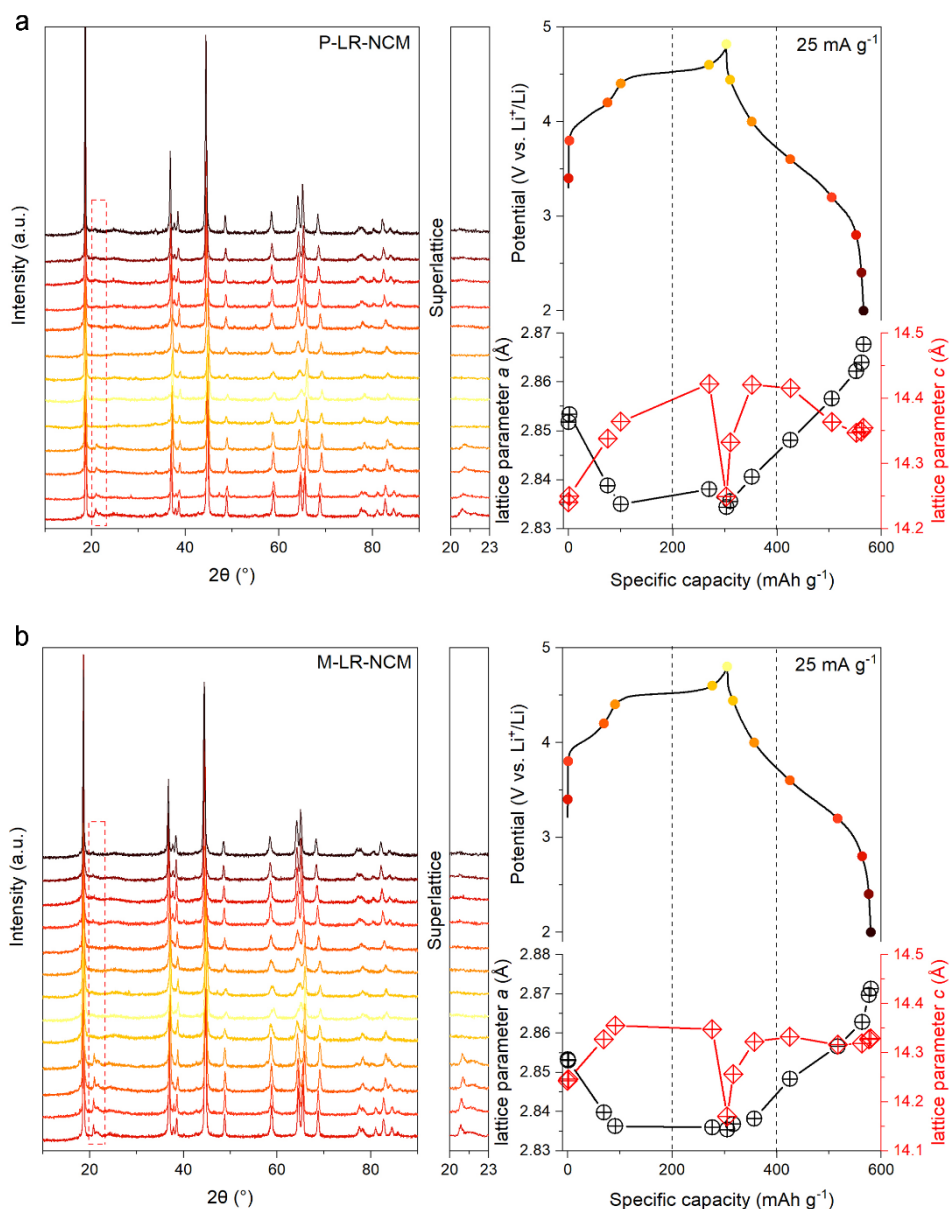 a
P-LR-NCM
Intensity (a.u.)
20
40
60
80
2θ (°)
Superlattice
20
23
25 mA g⁻¹
Potential (V vs. Li⁺/Li)
5
4
3
2
lattice parameter a (Å)
2.87
2.86
2.85
2.84
2.83
lattice parameter c (Å)
14.5
14.4
14.3
14.2
0
200
400
600
Specific capacity (mAh g⁻¹)
b
M-LR-NCM
Intensity (a.u.)
20
40
60
80
2θ (°)
Superlattice
20
23
25 mA g⁻¹
Potential (V vs. Li⁺/Li)
5
4
3
2
lattice parameter a (Å)
2.88
2.87
2.86
2.85
2.84
2.83
lattice parameter c (Å)
14.5
14.4
14.3
14.2
14.1
0
200
400
600
Specific capacity (mAh g⁻¹)